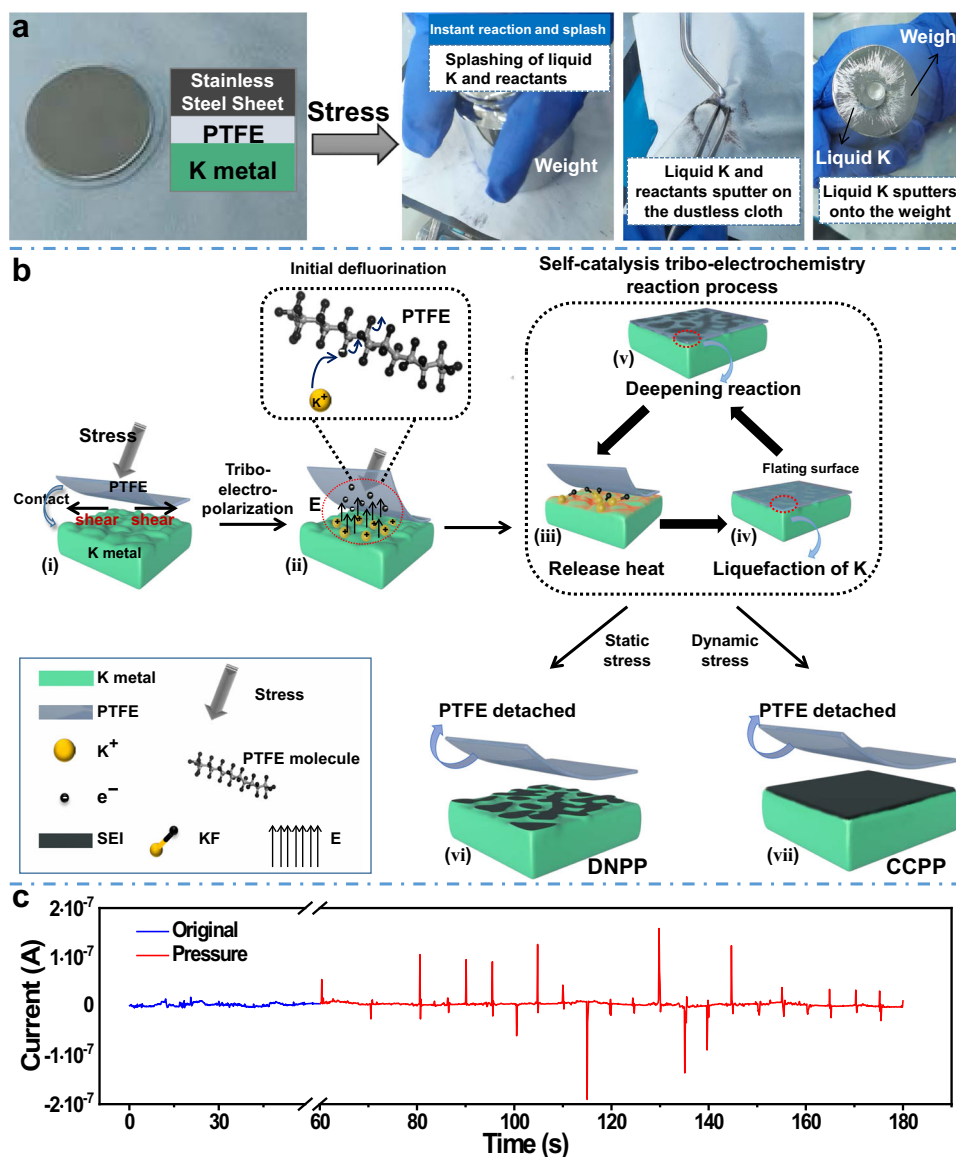 a
Stainless
Steel Sheet
PTFE
K metal
Stress
Instant reaction and splash
Splashing of liquid
K and reactants
Weight
Liquid K and
reactants sputter on
the dustless cloth
Weight
Liquid K
Liquid K sputters
onto the weight
b
Initial defluorination
PTFE
K+
Self-catalysis tribo-electrochemistry
reaction process
(v)
Deepening reaction
Stress
PTFE
Contact
shear
shear
K metal
(i)
Tribo-
electro-
polarization
E
(ii)
(iii)
Release heat
Flating surface
(iv)
Liquefaction of K
Static
stress
Dynamic
stress
K metal
PTFE
K+
e−
SEI
Stress
PTFE molecule
KF
E
PTFE detached
(vi)
DNPP
PTFE detached
(vii)
CCPP
c
2·10-7
1·10-7
0
-1·10-7
-2·10-7
Current (A)
Original
Pressure
0
30
60
80
100
120
140
160
180
Time (s)